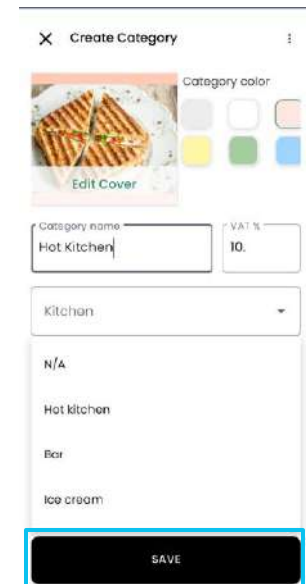 Create Category
Category color
Edit Cover
Category name
VAT %
Hot Kitchen
10.
Kitchen
N/A
Hot kitchen
Bar
Ice cream
SAVE